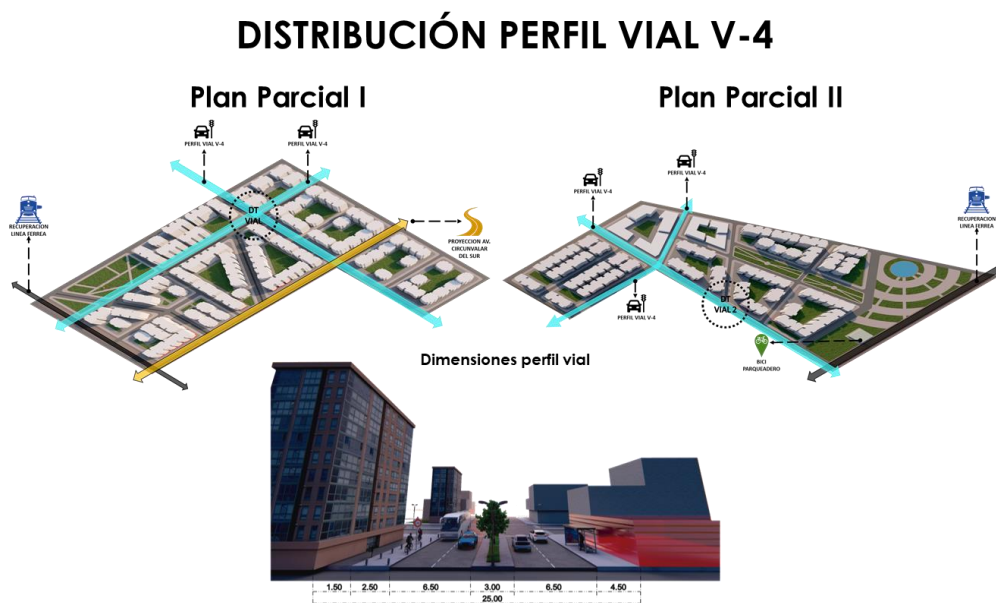 DISTRIBUCIÓN PERFIL VIAL V-4
Plan Parcial I
PERFIL VIAL V-4
PERFIL VIAL V-4
DT
VIAL
RECUPERACION
LINEA FERREA
PROYECCION AV.
CIRCUNVALAR
DEL SUR
Plan Parcial II
PERFIL VIAL V-4
PERFIL VIAL V-4
RECUPERACION
LINEA FERREA
DT
VIAL 2
PERFIL VIAL V-4
BICI
PARQUEADERO
Dimensiones perfil vial
1.50 2.50 6.50 3.00 6.50 4.50
25.00